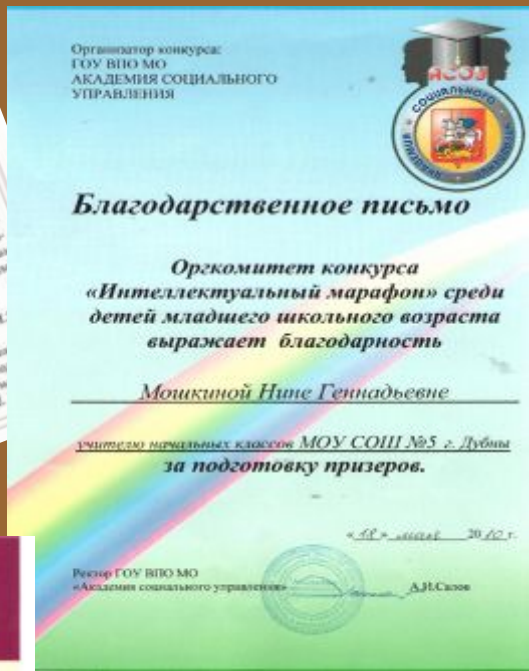 Организатор конкурса:
ГОУ ВПО МО
АКАДЕМИЯ СОЦИАЛЬНОГО
УПРАВЛЕНИЯ
АСОУ
Благодарственное письмо
Оргкомитет конкурса
«Интеллектуальный марафон» среди
детей младшего школьного возраста
выражает благодарность
Мошкиной Нине Геннадьевне
учителю начальных классов МОУ СОШ №5 г. Дубны
за подготовку призеров.
«18» мая 2010 г.
Ректор ГОУ ВПО МО
«Академия социального управления»
А.И.Салов